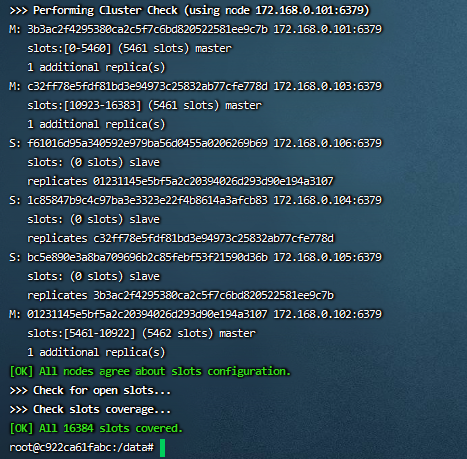 >>> Performing Cluster Check (using node 172.168.0.101:6379)
M: 3b3ac2f4295380ca2c5f7c6bd820522581ee9c7b 172.168.0.101:6379
slots:[0-5460] (5461 slots) master
1 additional replica(s)
M: c32ff78e5fdf81bd3e94973c25832ab77cfe778d 172.168.0.103:6379
slots:[10923-16383] (5461 slots) master
1 additional replica(s)
S: f61016d95a340592e979ba56d0455a0206269b69 172.168.0.106:6379
slots: (0 slots) slave
replicates 01231145e5bf5a2c20394026d293d90e194a3107
S: 1c85847b9c4c97ba3e3323e22f4b8614a3afcb83 172.168.0.104:6379
slots: (0 slots) slave
replicates c32ff78e5fdf81bd3e94973c25832ab77cfe778d
S: bc5e890e3a8ba709696b2c85febf53f21590d36b 172.168.0.105:6379
slots: (0 slots) slave
replicates 3b3ac2f4295380ca2c5f7c6bd820522581ee9c7b
M: 01231145e5bf5a2c20394026d293d90e194a3107 172.168.0.102:6379
slots:[5461-10922] (5462 slots) master
1 additional replica(s)
[OK] All nodes agree about slots configuration.
>>> Check for open slots...
>>> Check slots coverage...
[OK] All 16384 slots covered.
root@c922ca61fabc:/data#